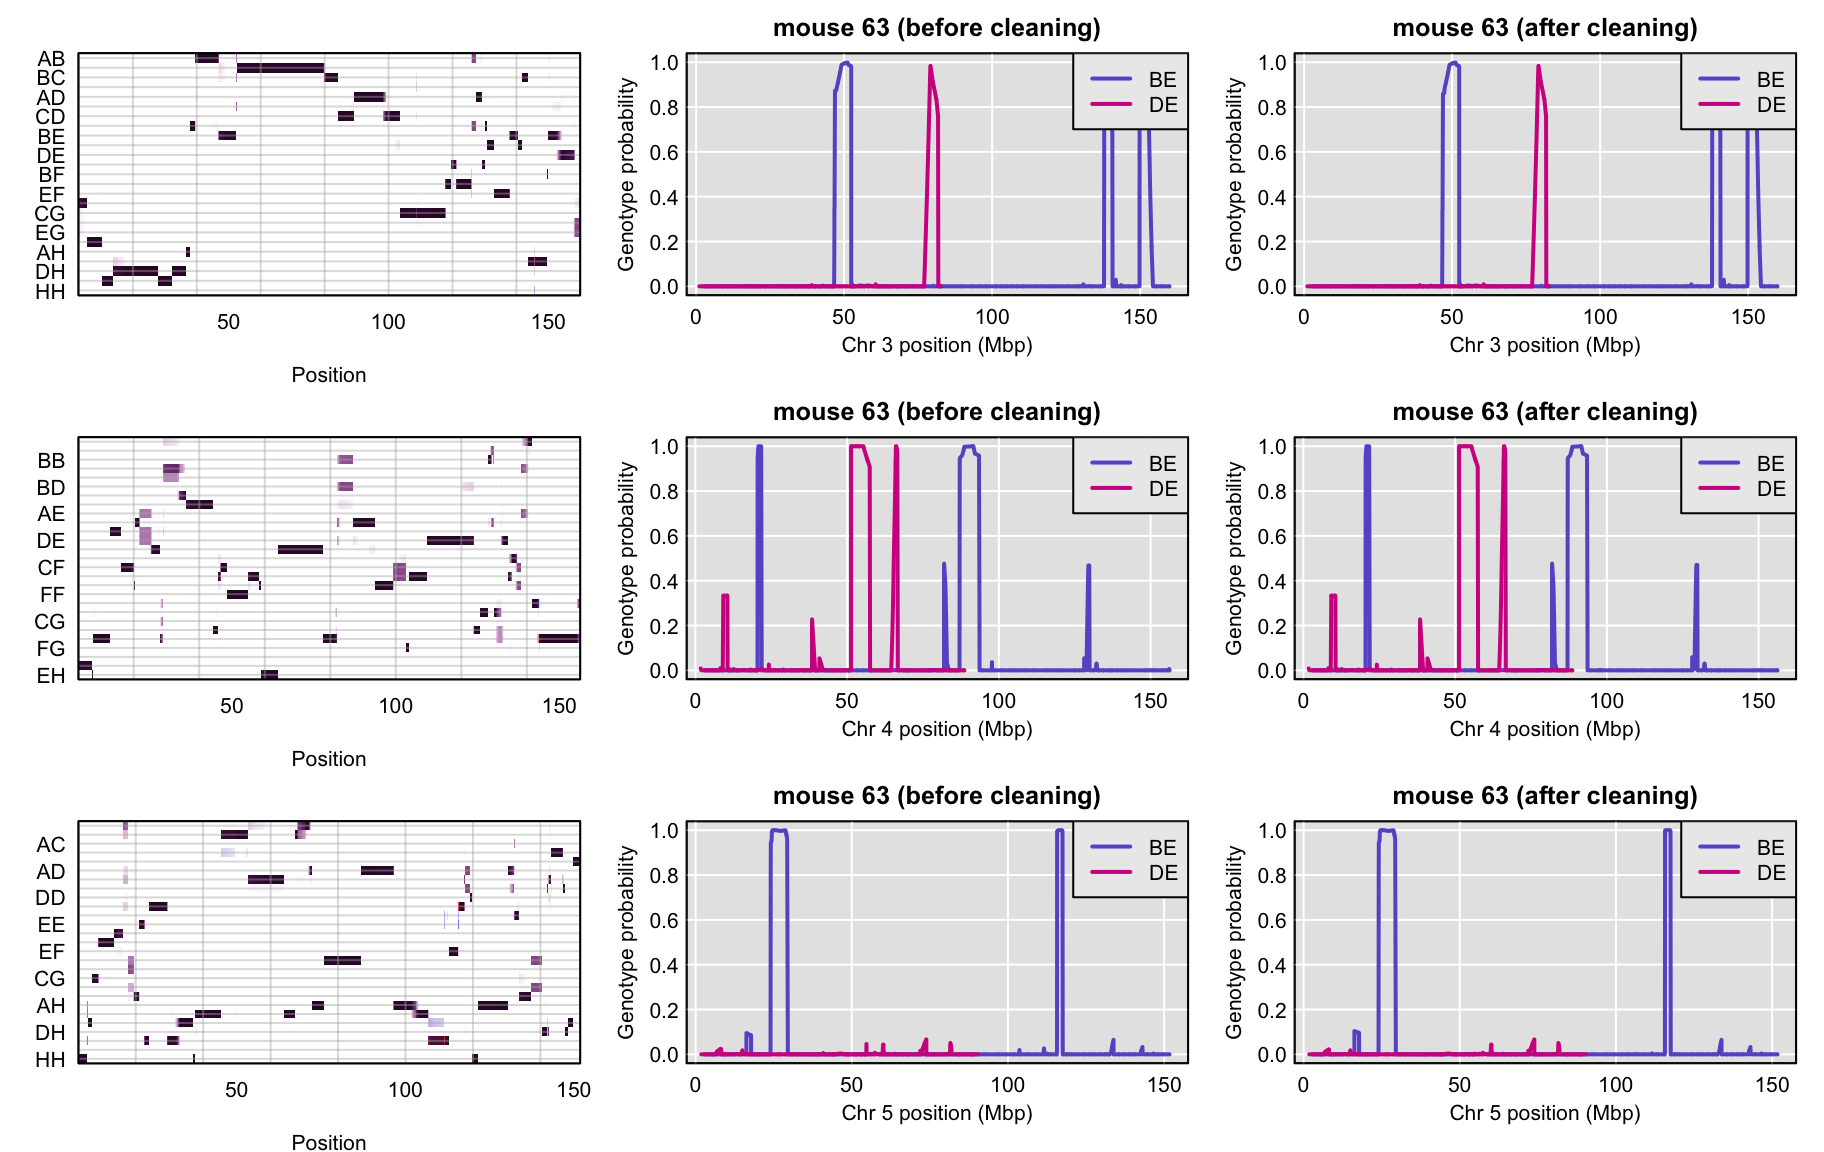 AB
BC
AD
CD
BE
DE
BF
EF
CG
EG
AH
DH
HH
50 100 150
Position
mouse 63 (before cleaning)
1.0
0.8
0.6
0.4
0.2
0.0
Genotype probability
BE
DE
0 50 100 150
Chr 3 position (Mbp)
mouse 63 (after cleaning)
1.0
0.8
0.6
0.4
0.2
0.0
Genotype probability
BE
DE
0 50 100 150
Chr 3 position (Mbp)
BB
BD
AE
DE
CF
FF
CG
FG
EH
50 100 150
Position
mouse 63 (before cleaning)
1.0
0.8
0.6
0.4
0.2
0.0
Genotype probability
BE
DE
0 50 100 150
Chr 4 position (Mbp)
mouse 63 (after cleaning)
1.0
0.8
0.6
0.4
0.2
0.0
Genotype probability
BE
DE
0 50 100 150
Chr 4 position (Mbp)
AC
AD
DD
EE
EF
CG
AH
DH
HH
50 100 150
Position
mouse 63 (before cleaning)
1.0
0.8
0.6
0.4
0.2
0.0
Genotype probability
BE
DE
0 50 100 150
Chr 5 position (Mbp)
mouse 63 (after cleaning)
1.0
0.8
0.6
0.4
0.2
0.0
Genotype probability
BE
DE
0 50 100 150
Chr 5 position (Mbp)